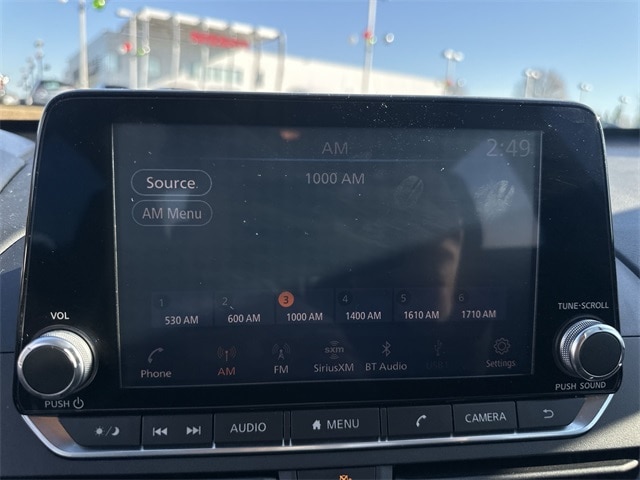 AM 2:49
Source
1000 AM
AM Menu
1 2 3 4 5 6
530 AM 600 AM 1000 AM 1400 AM 1610 AM 1710 AM
VOL
TUNE·SCROLL
sxm
Phone AM FM SiriusXM BT Audio Settings
PUSH
PUSH SOUND
AUDIO MENU CAMERA